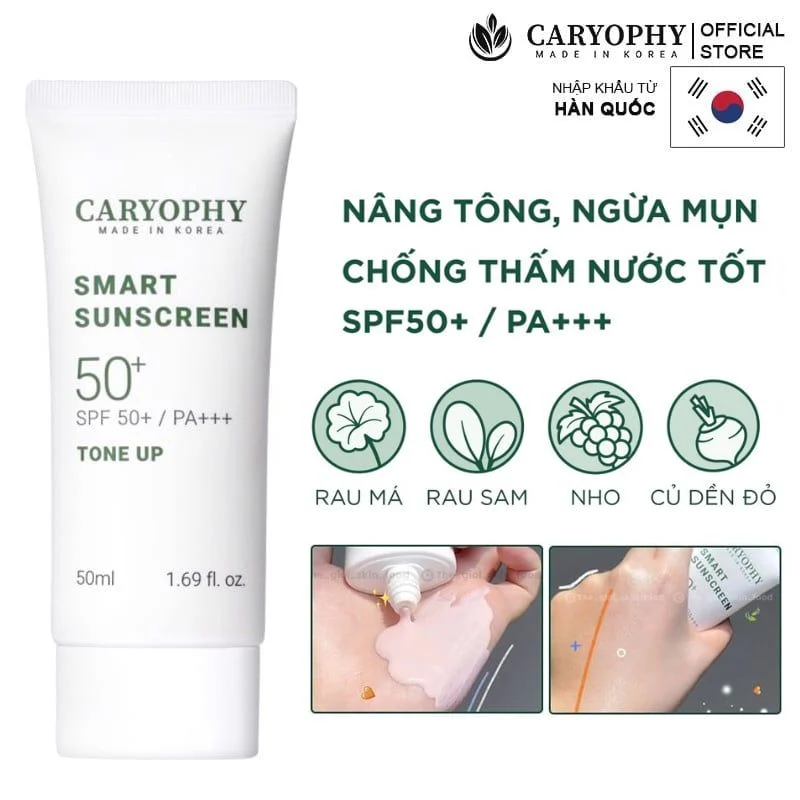 CARYOPHY
MADE IN KOREA
OFFICIAL
STORE
NHẬP KHẨU TỪ
HÀN QUỐC
CARYOPHY
MADE IN KOREA
SMART
SUNSCREEN
50+
SPF 50+ / PA+++
TONE UP
50ml 1.69 fl. oz.
NÂNG TÔNG, NGỪA MỤN
CHỐNG THẤM NƯỚC TỐT
SPF50+ / PA+++
RAU MÁ
RAU SAM
NHO
CỦ DỀN ĐỎ
CARYOPHY
SMART
SUNSCREEN